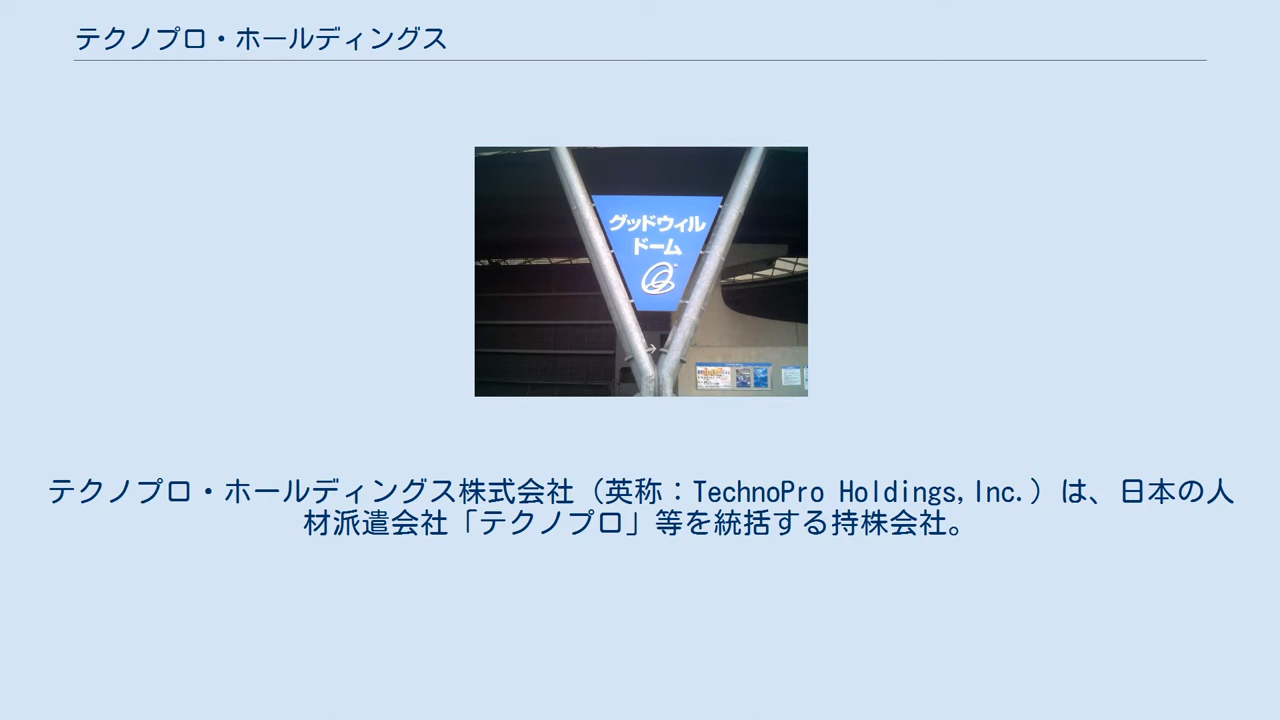 テクノプロ・ホールディングス
グッドウィル
ドーム
テクノプロ・ホールディングス株式会社（英称：TechnoPro Holdings,Inc.）は、日本の人
材派遣会社「テクノプロ」等を統括する持株会社。